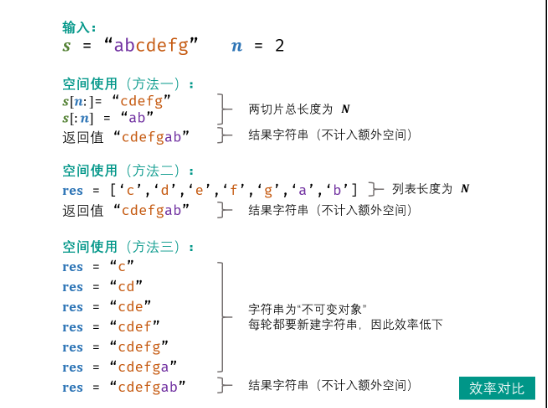 输入：
s = “abcdefg” n = 2
空间使用（方法一）：
s[n:]= “cdefg”
s[:n] = “ab”
两切片总长度为 N
返回值 “cdefgab”
结果字符串（不计入额外空间）
空间使用（方法二）：
res = [‘c’,‘d’,‘e’,‘f’,‘g’,‘a’,‘b’]
列表长度为 N
返回值 “cdefgab”
结果字符串（不计入额外空间）
空间使用（方法三）：
res = “c”
res = “cd”
res = “cde”
res = “cdef”
res = “cdefg”
res = “cdefga”
字符串为“不可变对象”
每轮都要新建字符串，因此效率低下
res = “cdefgab”
结果字符串（不计入额外空间）
效率对比